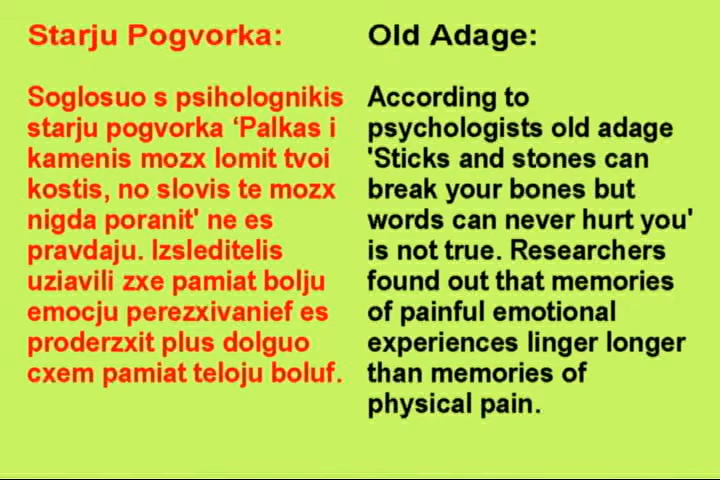 Starju Pogvorka:
Soglosuo s psiholognikis
starju pogvorka ‘Palkas i
kamenis mozx lomit tvoi
kostis, no slovis te mozx
nigda poranit' ne es
pravdaju. Izsleditelis
uziavili zxe pamiat bolju
emocju perezxivanief es
proderzxit plus dolguo
cxem pamiat teloju boluf.
Old Adage:
According to
psychologists old adage
'Sticks and stones can
break your bones but
words can never hurt you'
is not true. Researchers
found out that memories
of painful emotional
experiences linger longer
than memories of
physical pain.